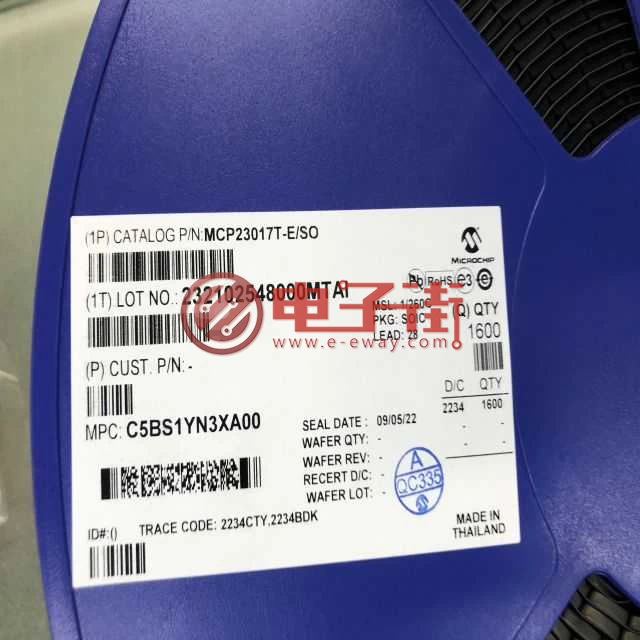 (1P) CATALOG P/N:MCP23017T-E/SO
MICROCHIP
(1T) LOT NO.: 232102548000MTAI
Pb RoHS e3 e
MSL: 1/260C
PKG: SOIC
LEAD: 28
(Q) QTY
1600
电子街
www.e-eway.com
(P) CUST. P/N: -
D/C QTY
2234 1600
- -
- -
MPC: C5BS1YN3XA00
SEAL DATE : 09/05/22
WAFER QTY: -
WAFER REV: -
RECERT D/C: -
WAFER LOT: -
A
QC335
ID#:() TRACE CODE: 2234CTY,2234BDK
MADE IN
THAILAND